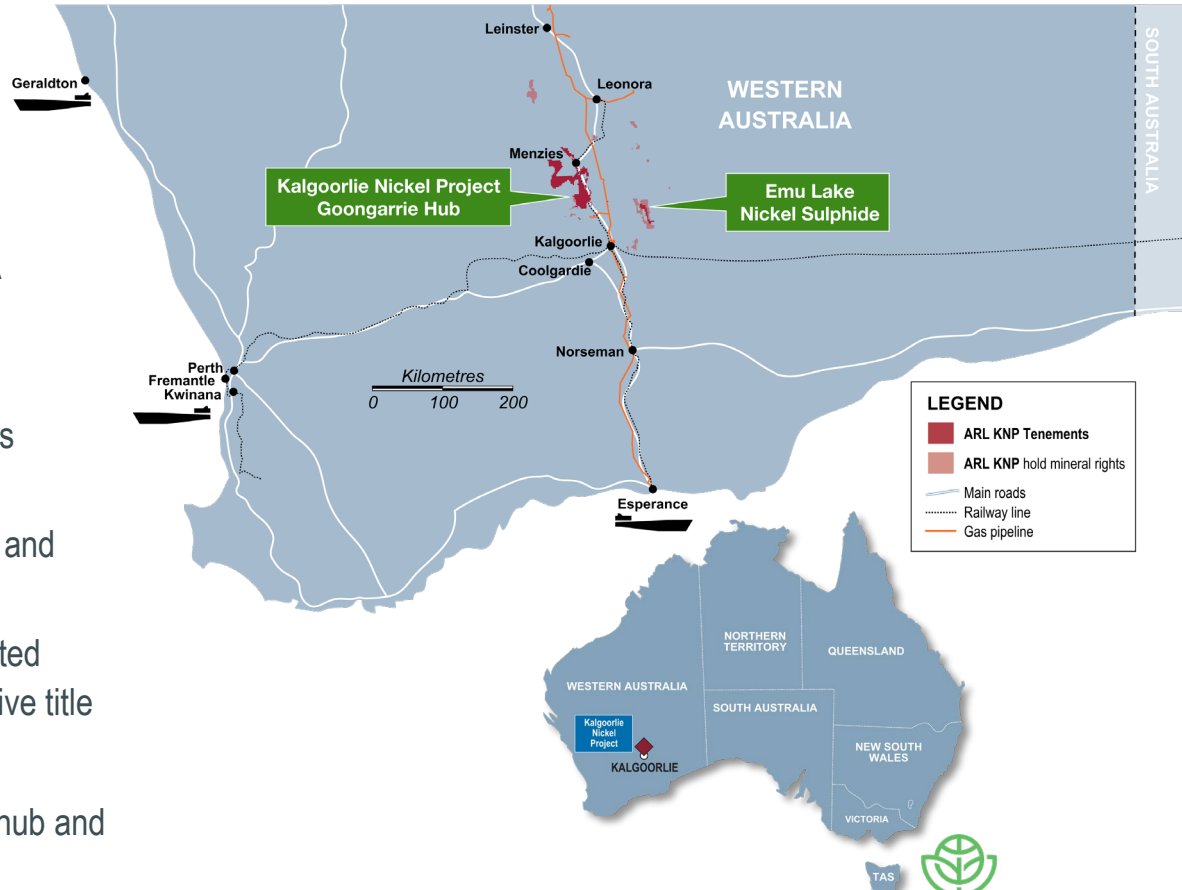 Leinster
Geraldton
Leonora
WESTERN
AUSTRALIA
SOUTH AUSTRALIA
Menzies
Kalgoorlie Nickel Project
Goongarrie Hub
Emu Lake
Nickel Sulphide
Kalgoorlie
Coolgardie
Norseman
Perth
Fremantle
Kwinana
Kilometres
0 100 200
Esperance
LEGEND
ARL KNP Tenements
ARL KNP hold mineral rights
Main roads
Railway line
Gas pipeline
s
and
ted
ive title
hub and
NORTHERN
TERRITORY
QUEENSLAND
WESTERN AUSTRALIA
SOUTH AUSTRALIA
Kalgoorlie
Nickel
Project
KALGOORLIE
NEW SOUTH
WALES
VICTORIA
TAS